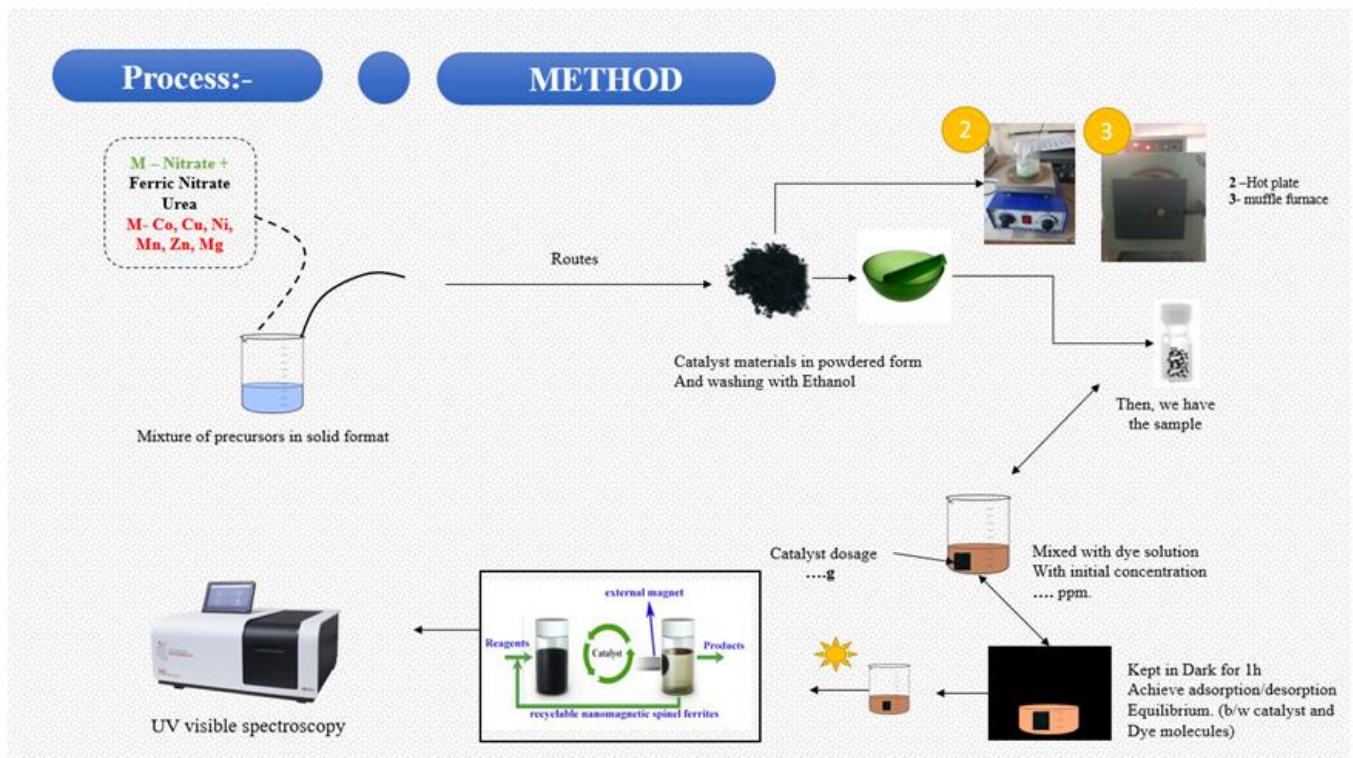 Process:-
METHOD
M – Nitrate +
Ferric Nitrate
Urea
M- Co, Cu, Ni,
Mn, Zn, Mg
2
3
2 –Hot plate
3- muffle furnace
Routes
Mixture of precursors in solid format
Catalyst materials in powdered form
And washing with Ethanol
Then, we have
the sample
Catalyst dosage
....g
Mixed with dye solution
With initial concentration
.... ppm.
external magnet
Reagents
Catalyst
Products
recyclable nanomagnetic spinel ferrites
Kept in Dark for 1h
Achieve adsorption/desorption
Equilibrium. (b/w catalyst and
Dye molecules)
UV visible spectroscopy